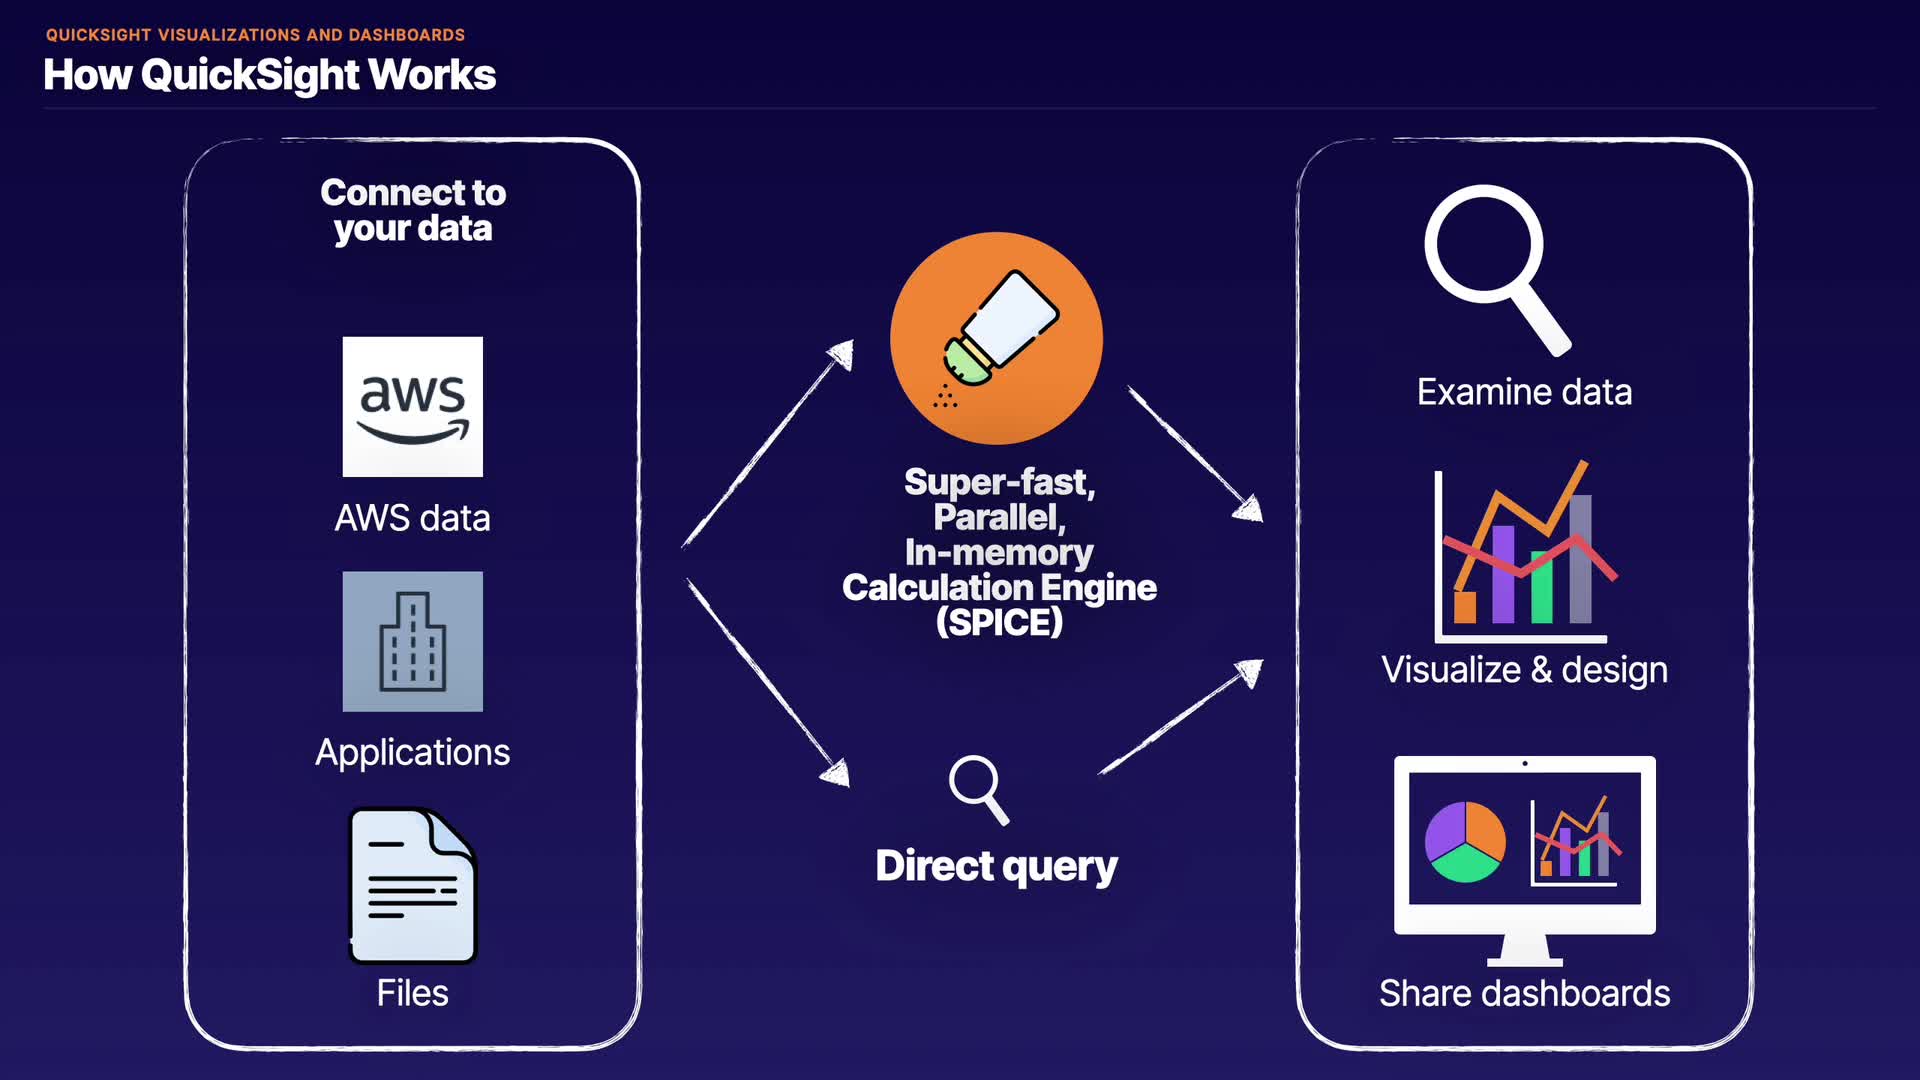 QUICKSIGHT VISUALIZATIONS AND DASHBOARDS
How QuickSight Works
Connect to
your data
aws
AWS data
Applications
Files
Super-fast,
Parallel,
In-memory
Calculation Engine
(SPICE)
Direct query
Examine data
Visualize & design
Share dashboards